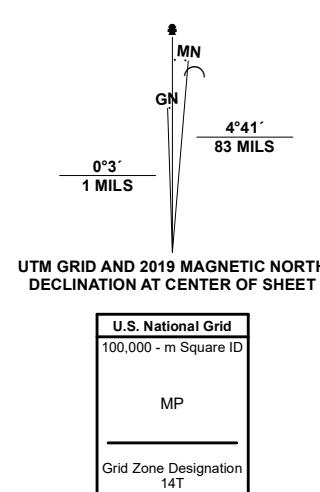 MN
GN
4°41´
83 MILS
0°3´
1 MILS
UTM GRID AND 2019 MAGNETIC NORTH
DECLINATION AT CENTER OF SHEET
U.S. National Grid
100,000 - m Square ID
MP
Grid Zone Designation
14T